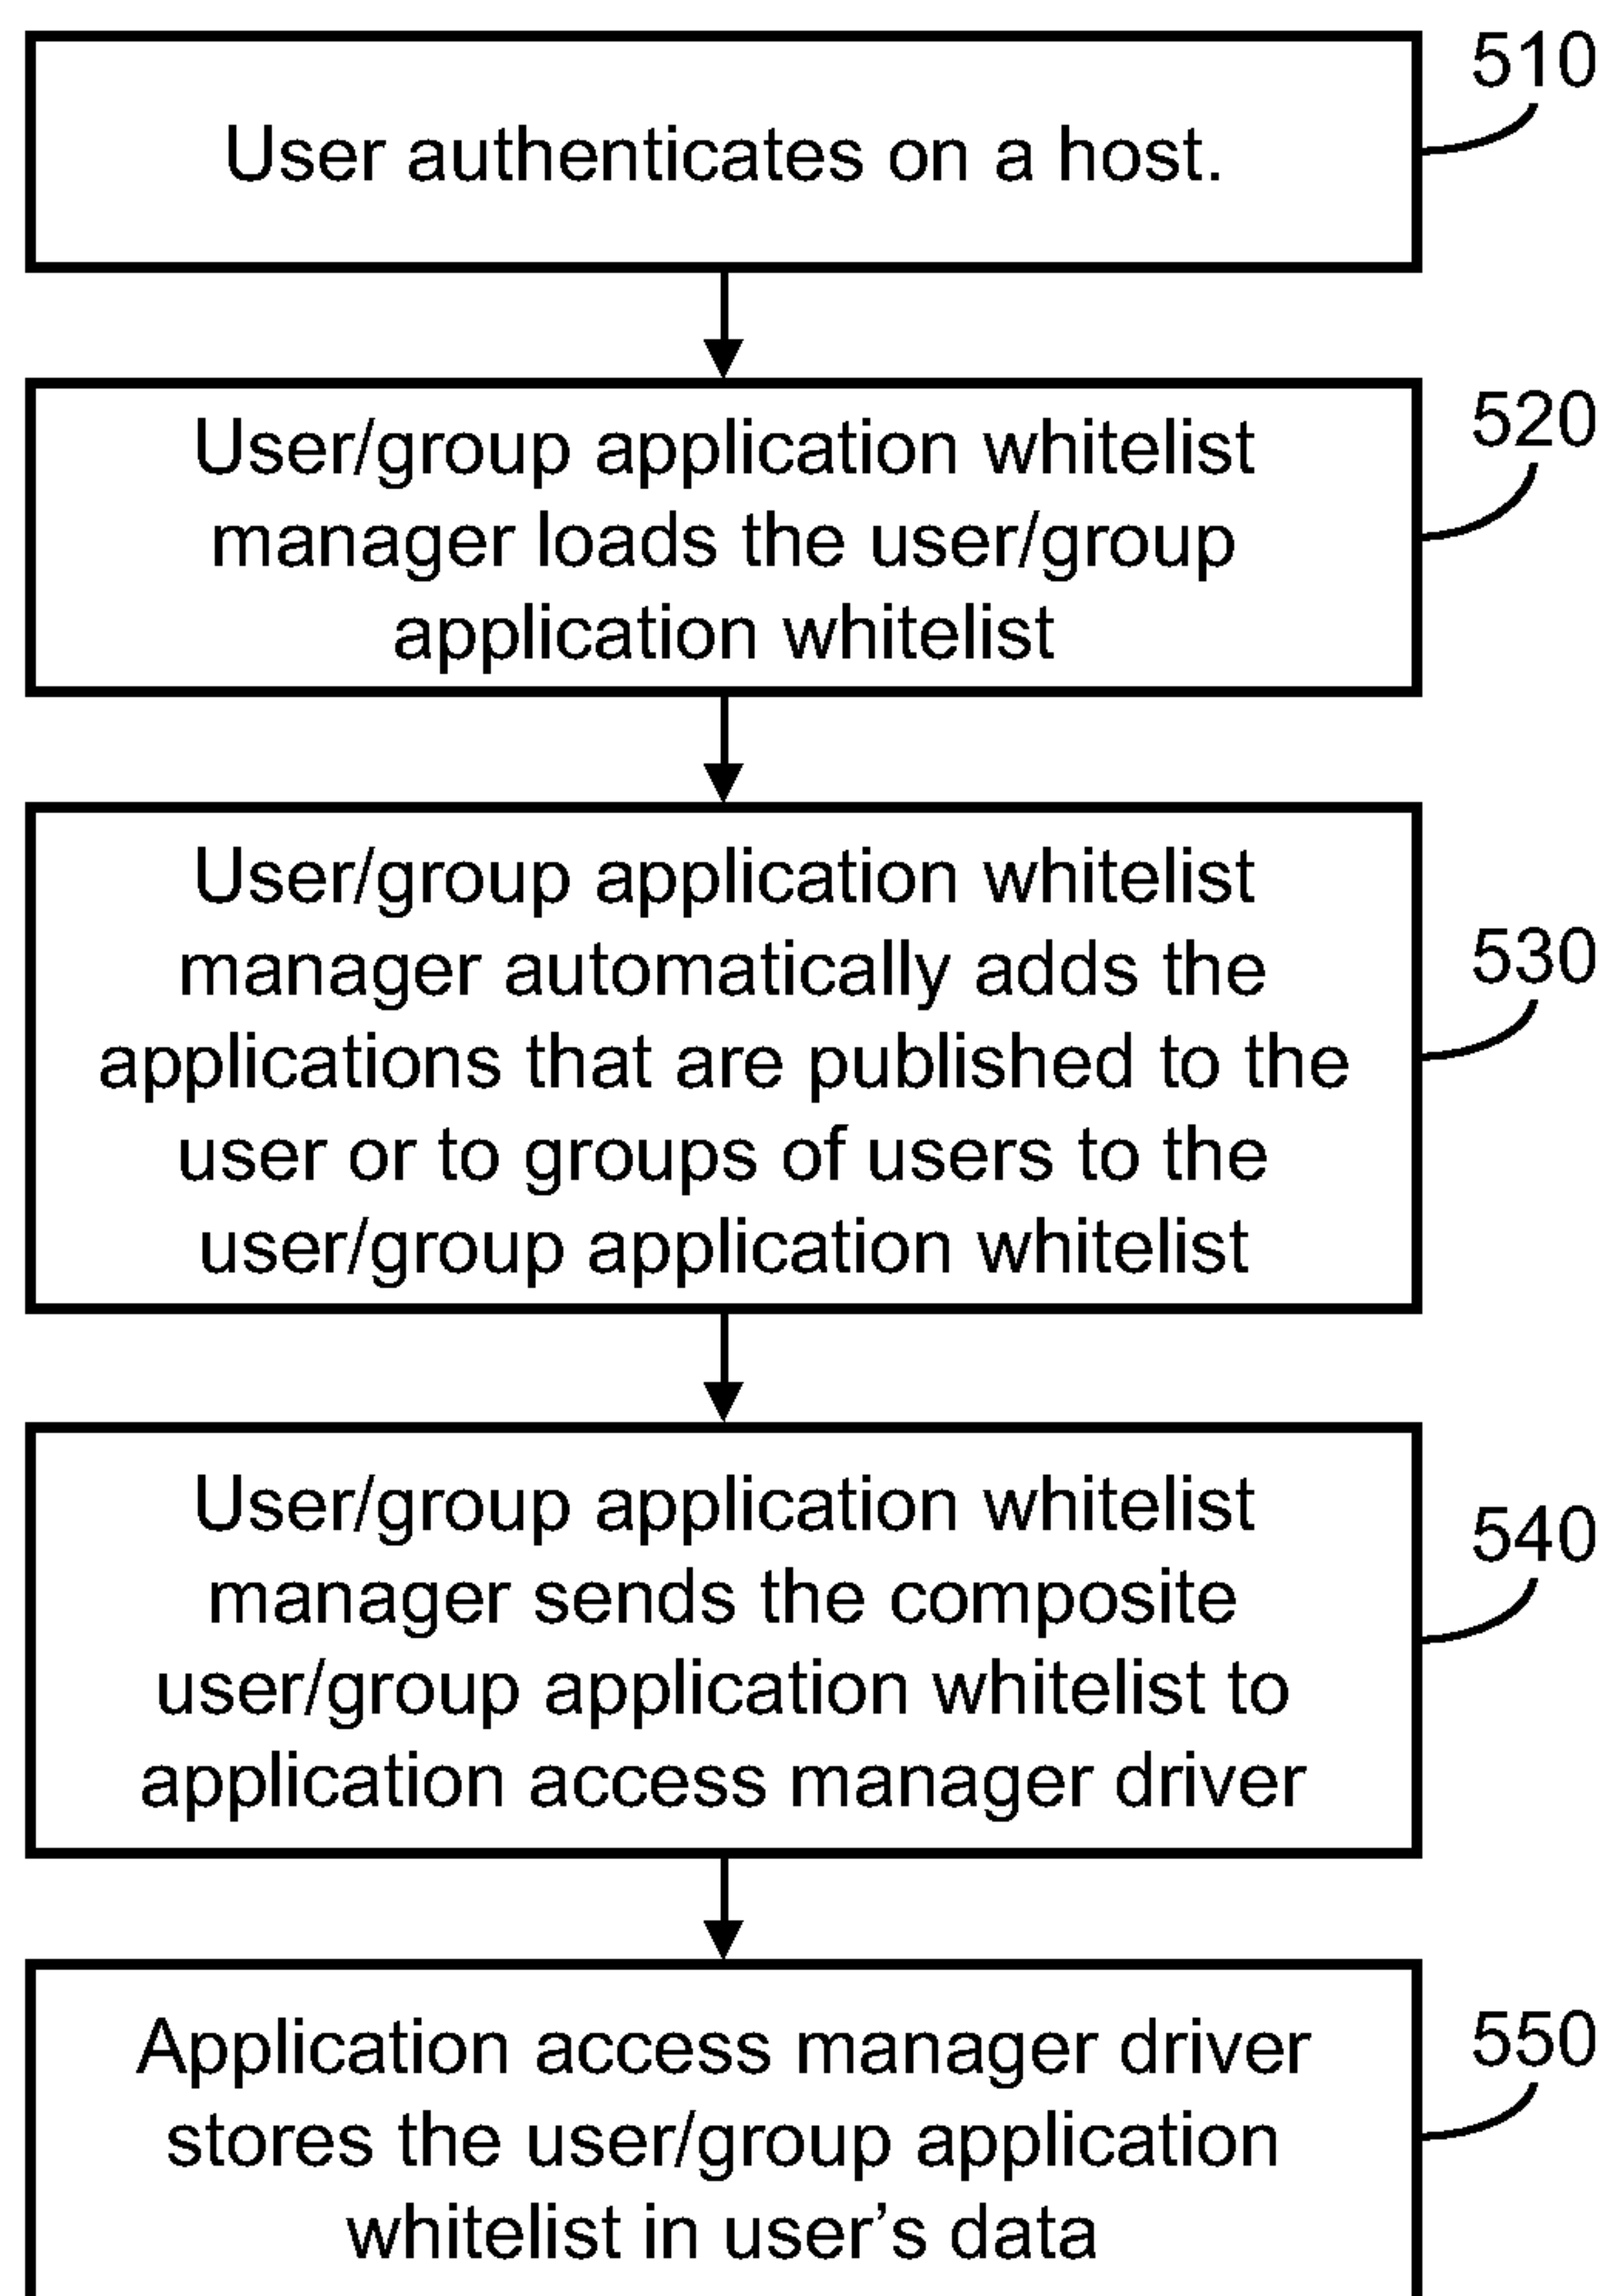 510
User authenticates on a host.
520
User/group application whitelist
manager loads the user/group
application whitelist
530
User/group application whitelist
manager automatically adds the
applications that are published to the
user or to groups of users to the
user/group application whitelist
540
User/group application whitelist
manager sends the composite
user/group application whitelist to
application access manager driver
550
Application access manager driver
stores the user/group application
whitelist in user’s data